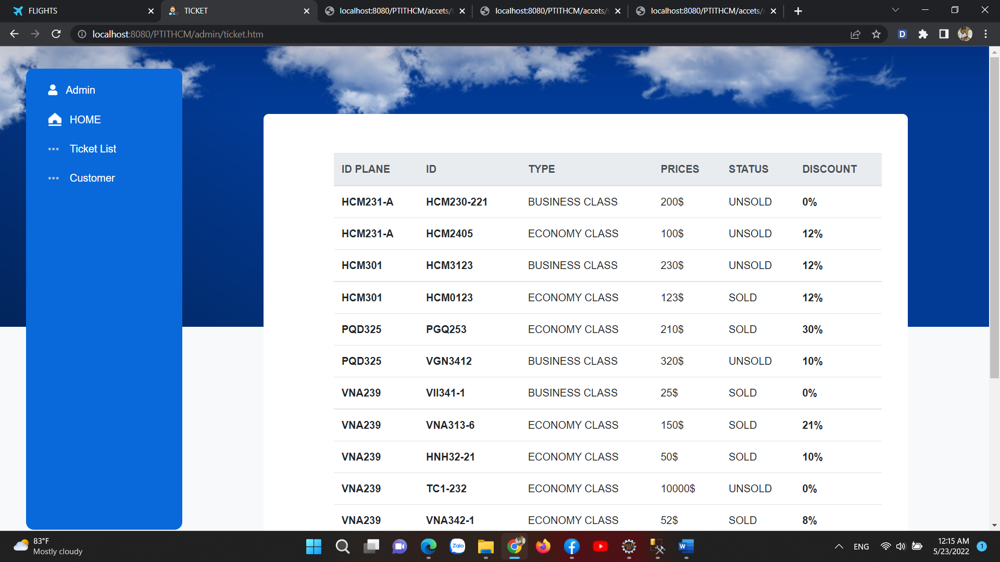 FLIGHTS
TICKET
localhost:8080/PTITHCM/accets/
localhost:8080/PTITHCM/accets/
localhost:8080/PTITHCM/accets/
localhost:8080/PTITHCM/admin/ticket.htm
D
Admin
HOME
Ticket List
Customer
ID PLANE ID TYPE PRICES STATUS DISCOUNT
HCM231-A HCM230-221 BUSINESS CLASS 200$ UNSOLD 0%
HCM231-A HCM2405 ECONOMY CLASS 100$ UNSOLD 12%
HCM301 HCM3123 BUSINESS CLASS 230$ UNSOLD 12%
HCM301 HCM0123 ECONOMY CLASS 123$ SOLD 12%
PQD325 PGQ253 ECONOMY CLASS 210$ SOLD 30%
PQD325 VGN3412 BUSINESS CLASS 320$ UNSOLD 10%
VNA239 VII341-1 BUSINESS CLASS 25$ SOLD 0%
VNA239 VNA313-6 ECONOMY CLASS 150$ SOLD 21%
VNA239 HNH32-21 ECONOMY CLASS 50$ SOLD 10%
VNA239 TC1-232 ECONOMY CLASS 10000$ UNSOLD 0%
VNA239 VNA342-1 ECONOMY CLASS 52$ SOLD 8%
83°F
Mostly cloudy
Zalo
W
ENG
12:15 AM
5/23/2022
1